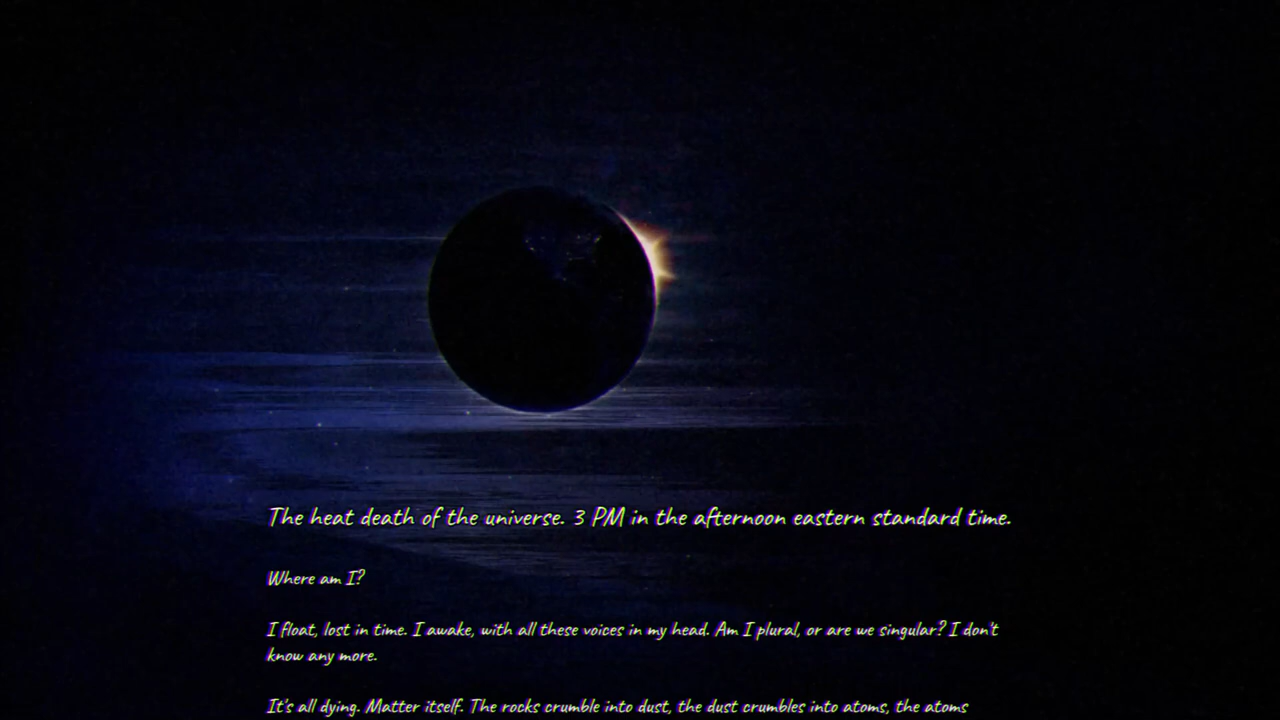 The heat death of the universe. 3 PM in the afternoon eastern standard time.
Where am I?
I float, lost in time. I awake, with all these voices in my head. Am I plural, or are we singular? I don't
know any more.
It's all dying. Matter itself. The rocks crumble into dust, the dust crumbles into atoms, the atoms